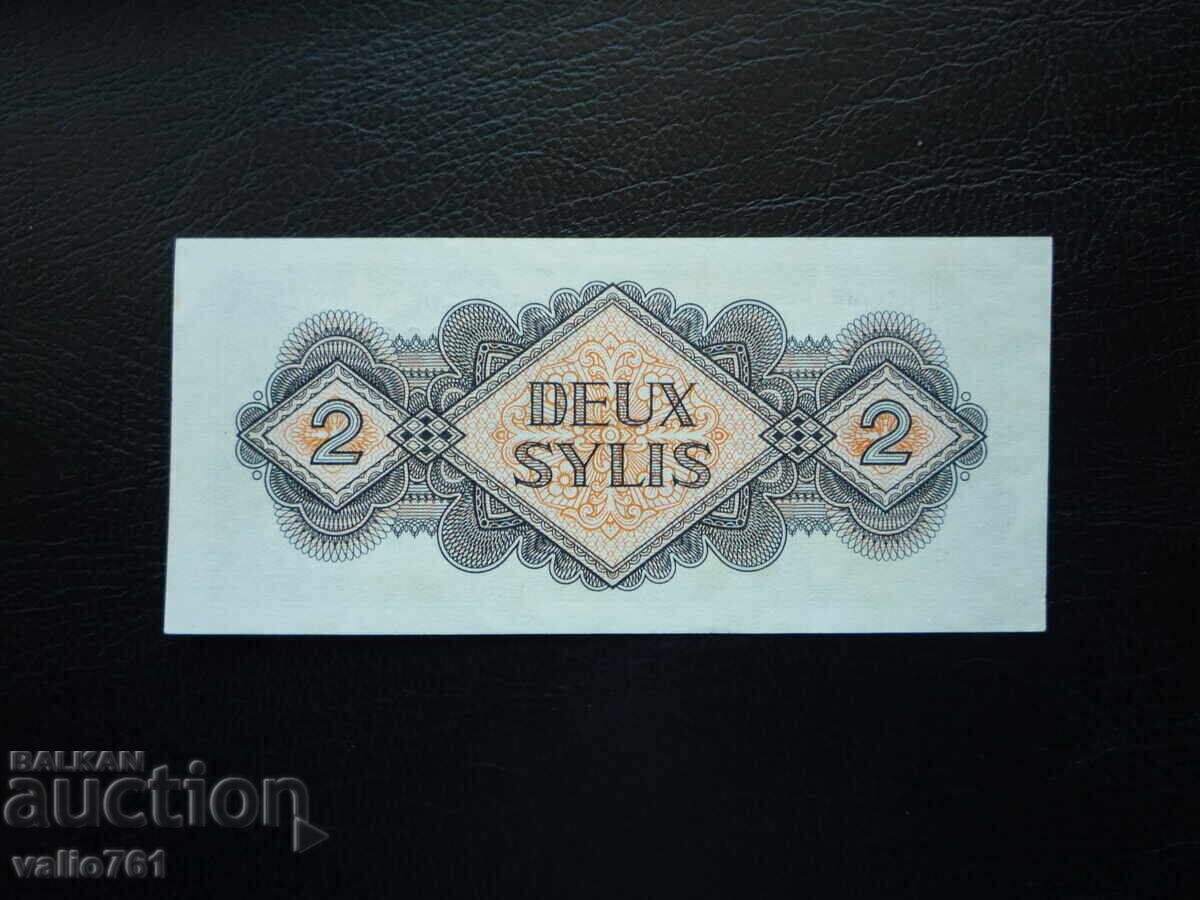 2
DEUX
SYLIS
2
BALKAN
auction
valio761